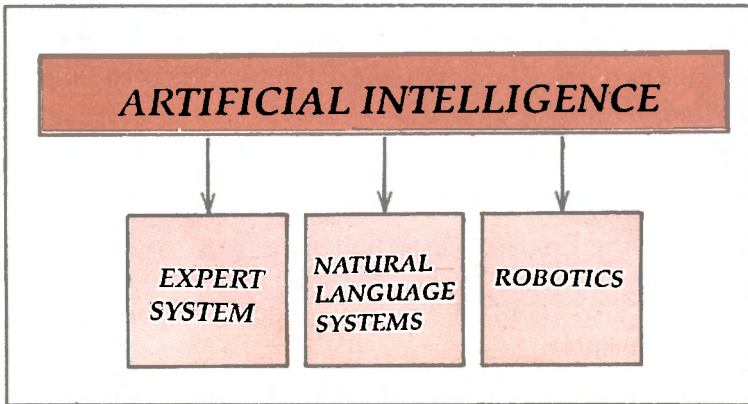 ARTIFICIAL INTELLIGENCE
EXPERT
SYSTEM
NATURAL
LANGUAGE
SYSTEMS
ROBOTICS